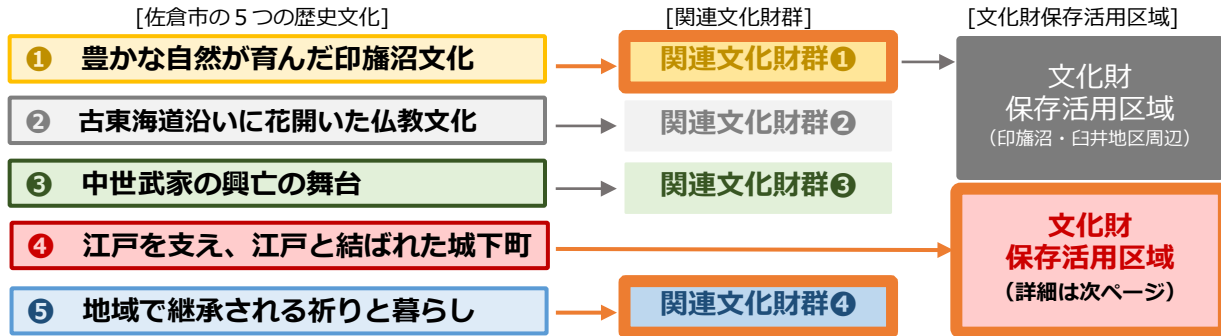 [佐倉市の５つの歴史文化]
[関連文化財群]
[文化財保存活用区域]
❶ 豊かな自然が育んだ印旛沼文化
関連文化財群❶
文化財
保存活用区域
（印旛沼・臼井地区周辺）
❷ 古東海道沿いに花開いた仏教文化
関連文化財群❷
❸ 中世武家の興亡の舞台
関連文化財群❸
❹ 江戸を支え、江戸と結ばれた城下町
文化財
保存活用区域
（詳細は次ページ）
❺ 地域で継承される祈りと暮らし
関連文化財群❹